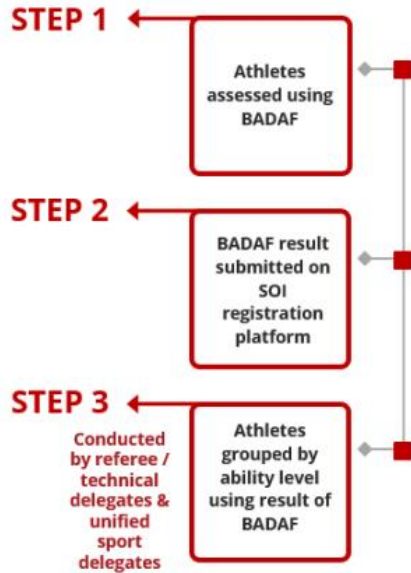 STEP 1
Athletes
assessed using
BADAF
STEP 2
BADAF result
submitted on
SOI
registration
platform
STEP 3
Conducted
by referee /
technical
delegates &
unified
sport
delegates
Athletes
grouped by
ability level
using result of
BADAF